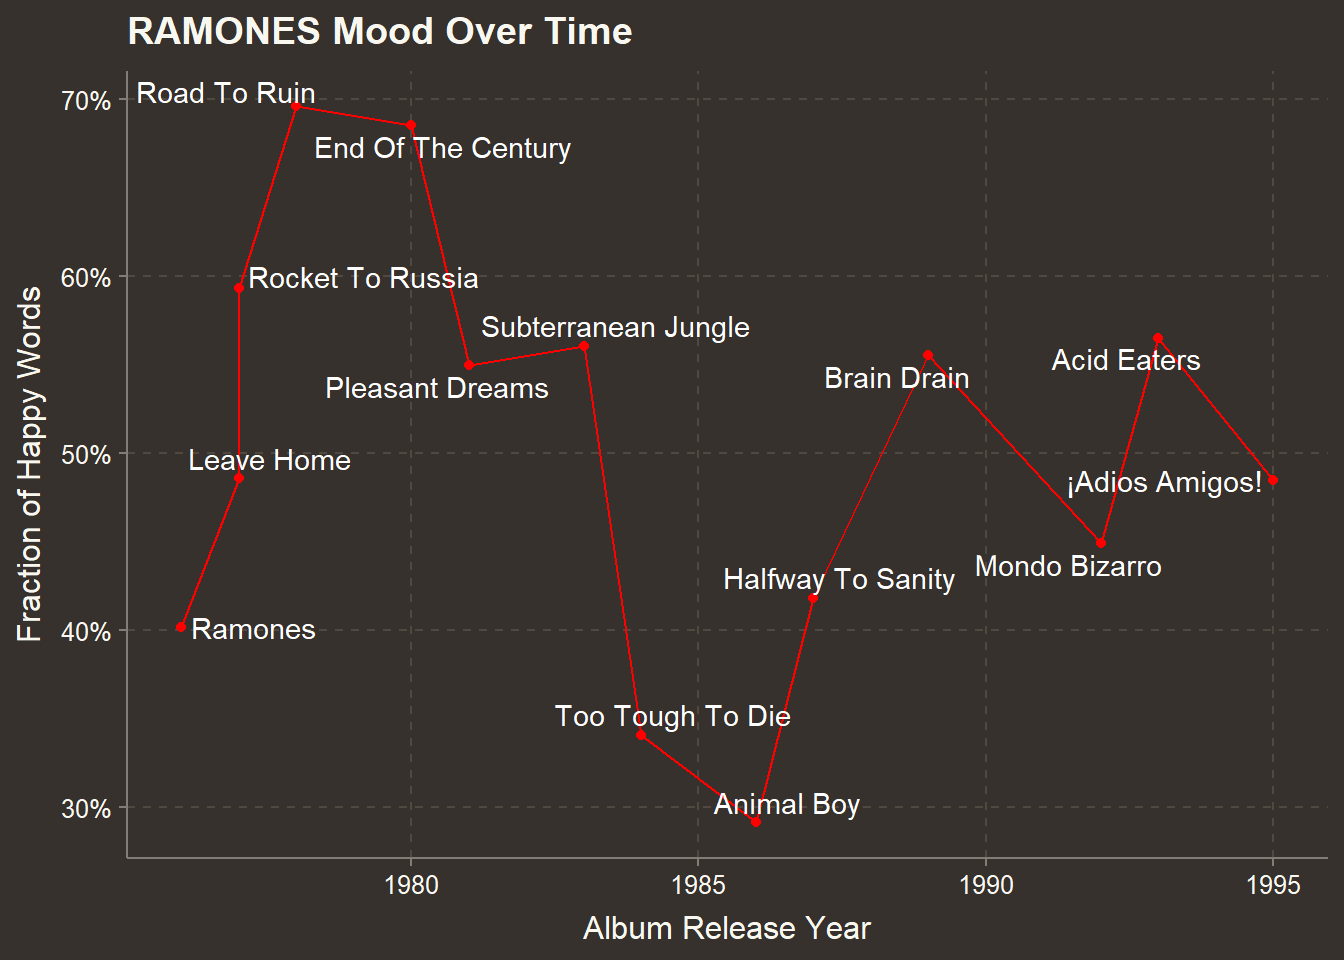 RAMONES Mood Over Time
Fraction of Happy Words
70%
60%
50%
40%
30%
Road To Ruin
End Of The Century
Rocket To Russia
Subterranean Jungle
Acid Eaters
Brain Drain
Pleasant Dreams
Leave Home
¡Adios Amigos!
Mondo Bizarro
Halfway To Sanity
Ramones
Too Tough To Die
Animal Boy
1980
1985
1990
1995
Album Release Year